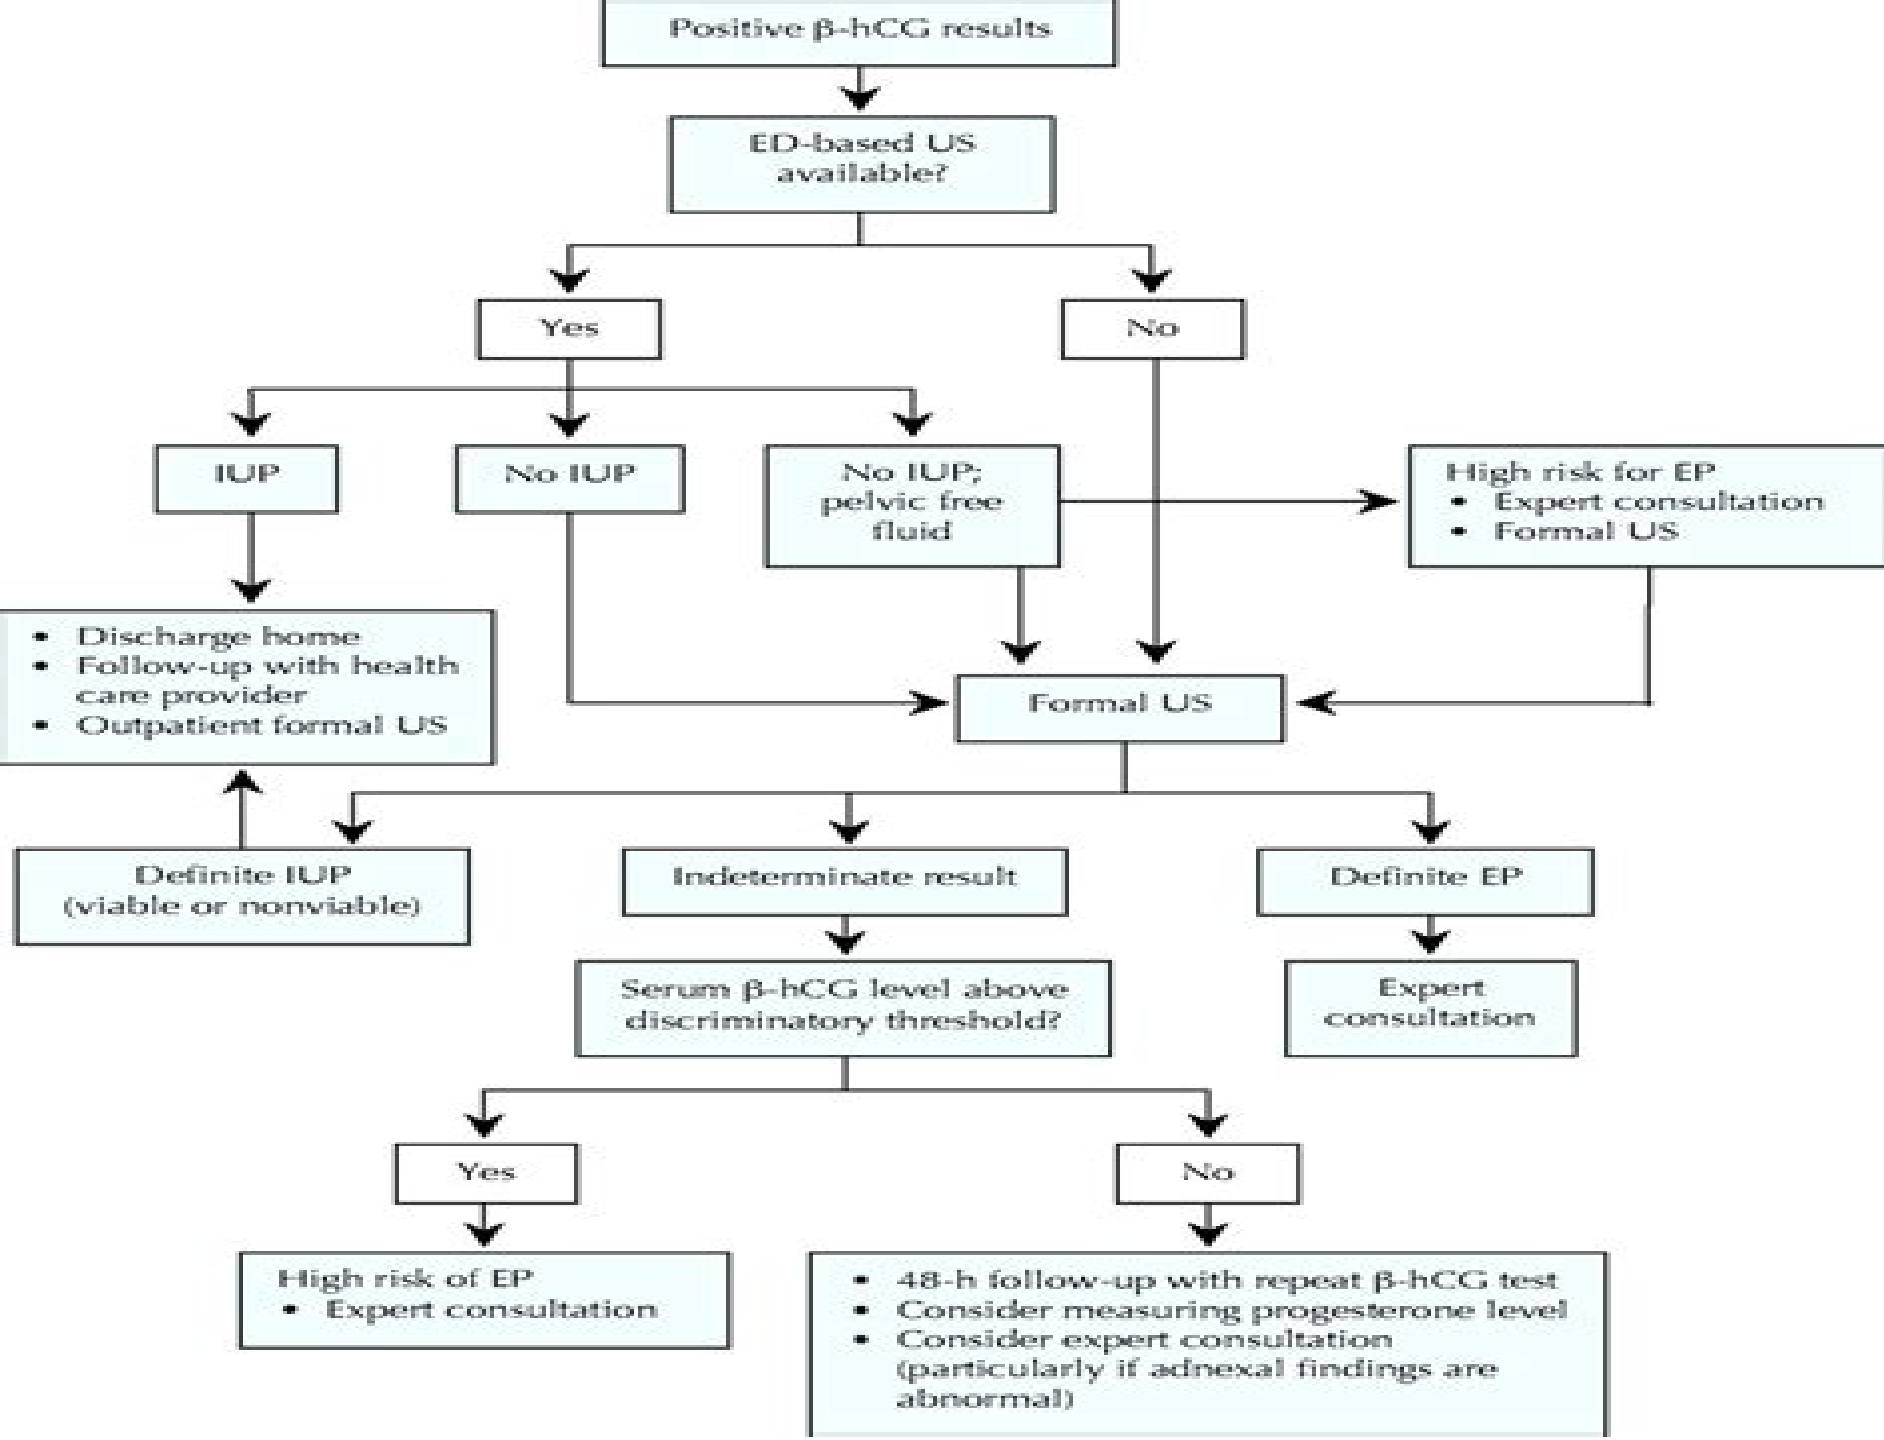 Positive β-hCG results
ED-based US
available?
Yes
No
IUP
No IUP
No IUP;
pelvic free
fluid
High risk for EP
• Expert consultation
• Formal US
• Discharge home
• Follow-up with health
care provider
• Outpatient formal US
Formal US
Definite IUP
(viable or nonviable)
Indeterminate result
Definite EP
Serum β-hCG level above
discriminatory threshold?
Expert
consultation
Yes
No
High risk of EP
• Expert consultation
• 48-h follow-up with repeat β-hCG test
• Consider measuring progesterone level
• Consider expert consultation
(particularly if adnexal findings are
abnormal)